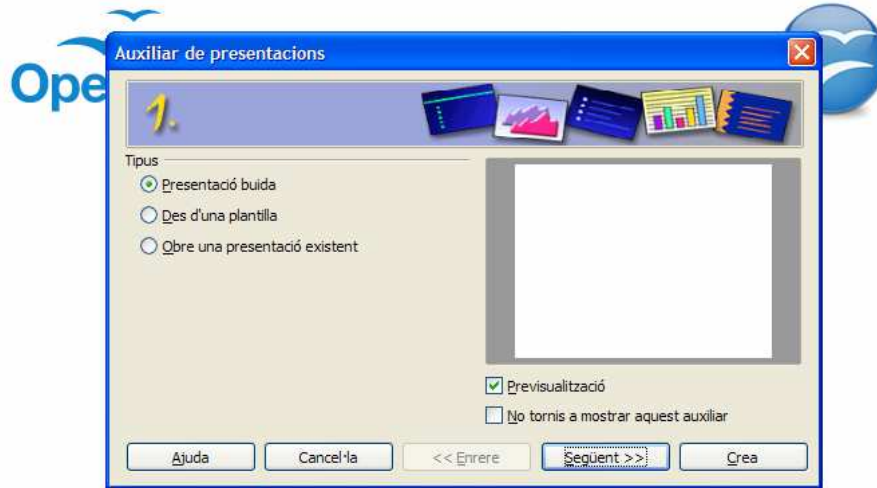 Ope
Auxiliar de presentacions
1.
Tipus
Presentació buida
Des d'una plantilla
Obre una presentació existent
Previsualització
No tornis a mostrar aquest auxiliar
Ajuda
Cancel·la
<< Enrere
Següent >>
Crea